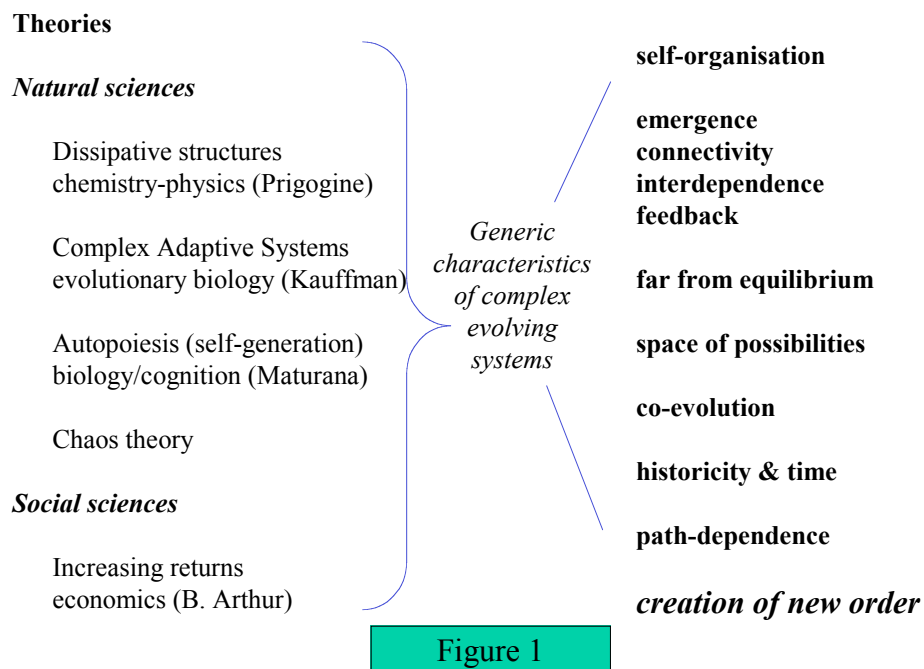 Theories
Natural sciences
Dissipative structures
chemistry-physics (Prigogine)
Complex Adaptive Systems
evolutionary biology (Kauffman)
Autopoiesis (self-generation)
biology/cognition (Maturana)
Chaos theory
Social sciences
Increasing returns
economics (B. Arthur)
Generic
characteristics
of complex
evolving
systems
self-organisation
emergence
connectivity
interdependence
feedback
far from equilibrium
space of possibilities
co-evolution
historicity & time
path-dependence
creation of new order
Figure 1